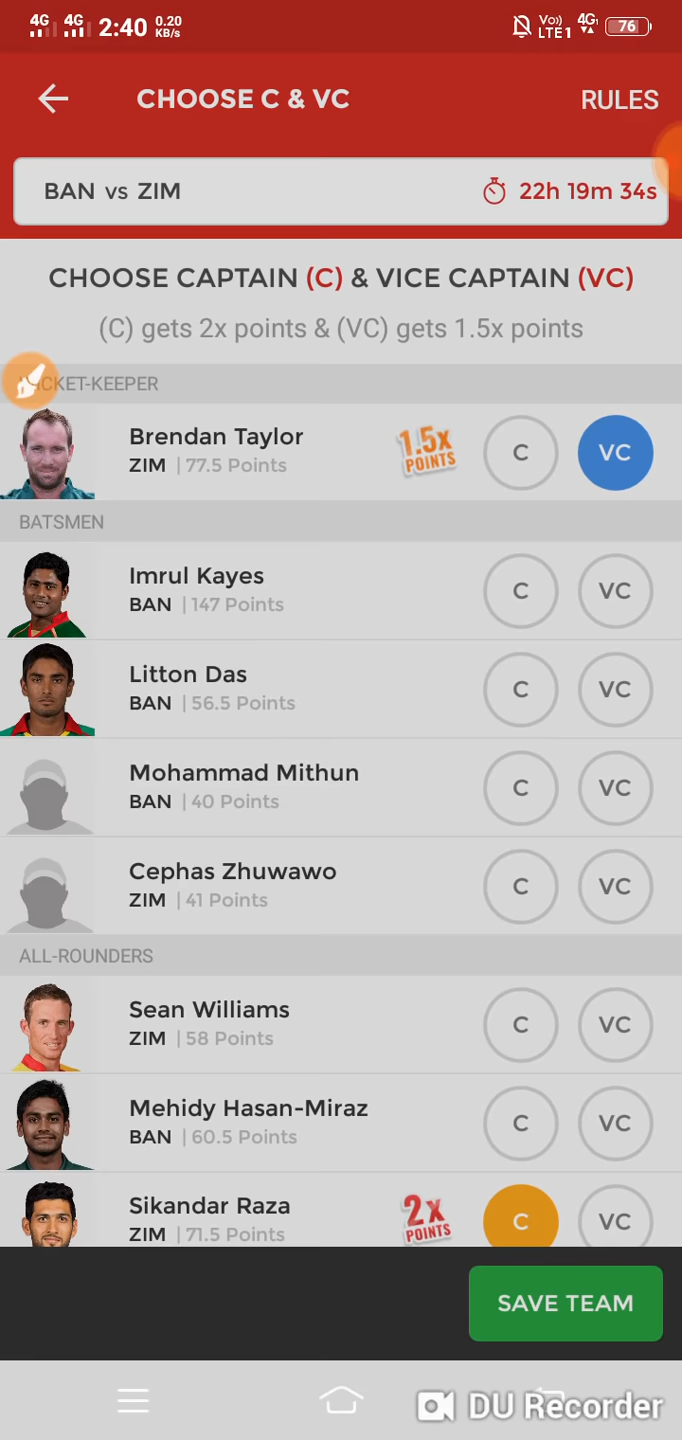 4G 4G 2:40 0.20 KB/s Vo)) LTE1 4G 76
CHOOSE C & VC RULES
BAN vs ZIM 22h 19m 34s
CHOOSE CAPTAIN (C) & VICE CAPTAIN (VC)
(C) gets 2x points & (VC) gets 1.5x points
CKET-KEEPER
Brendan Taylor
ZIM | 77.5 Points
1.5x POINTS
C VC
BATSMEN
Imrul Kayes
BAN | 147 Points
C VC
Litton Das
BAN | 56.5 Points
C VC
Mohammad Mithun
BAN | 40 Points
C VC
Cephas Zhuwawo
ZIM | 41 Points
C VC
ALL-ROUNDERS
Sean Williams
ZIM | 58 Points
C VC
Mehidy Hasan-Miraz
BAN | 60.5 Points
C VC
Sikandar Raza
ZIM | 71.5 Points
2x POINTS
C VC
SAVE TEAM
DU Recorder